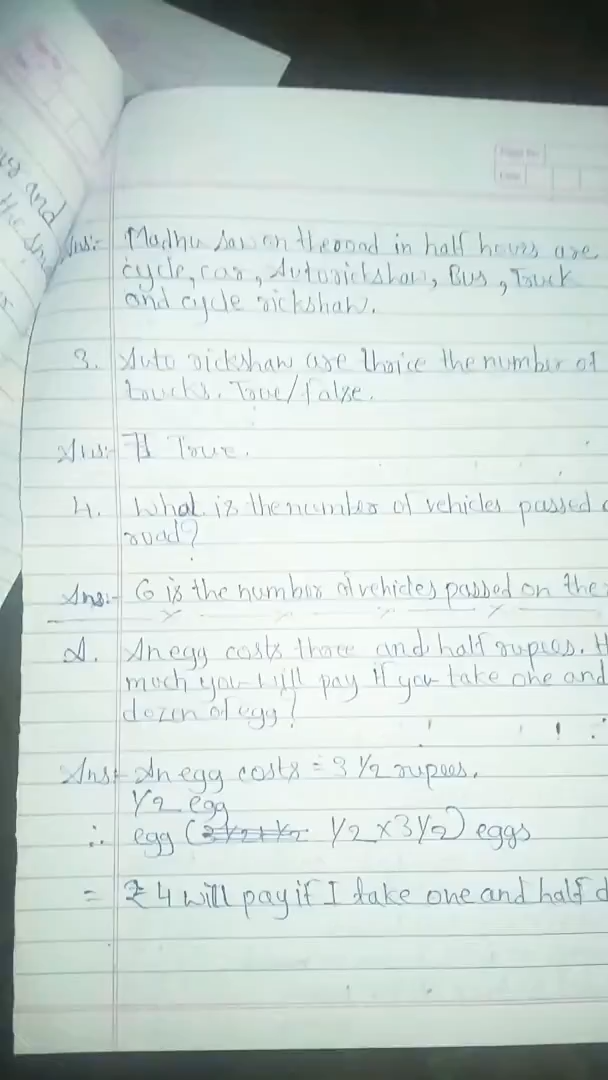 Ans:- Madhu saw on the road in half hours are
cycle, car, Autorickshaw, Bus, Truck
and cycle rickshaw.
3. Auto rickshaw are thrice the number of
trucks. True/False.
Ans:- True.
4. What is the number of vehicles passed
road?
Ans:- 6 is the number of vehicles passed on the
An egg costs three and half rupees.
much you will pay if you take one and
dozen of egg?
Ans:- An egg costs = 3 1/2 rupees.
1/2 egg
∴ egg ( 1/2 x 3 1/2) eggs
= ₹4 will pay if I take one and half d